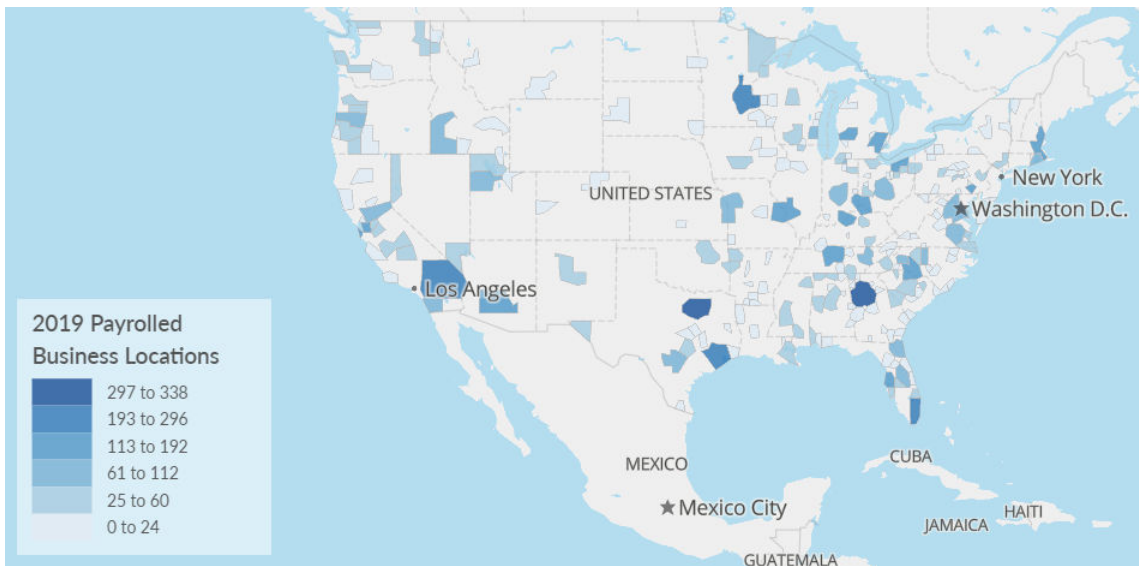 UNITED STATES
New York
Washington D.C.
Los Angeles
2019 Payrolled
Business Locations
297 to 338
193 to 296
113 to 192
61 to 112
25 to 60
0 to 24
MEXICO
CUBA
Mexico City
HAITI
JAMAICA
GUATEMALA